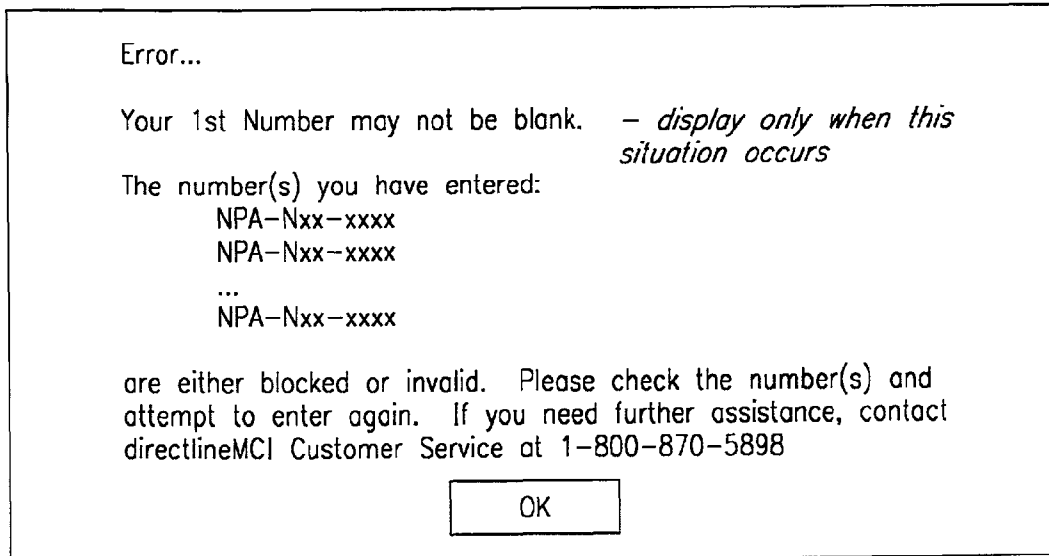 Error...
Your 1st Number may not be blank. – display only when this
situation occurs
The number(s) you have entered:
NPA–Nxx–xxxx
NPA–Nxx–xxxx
...
NPA–Nxx–xxxx
are either blocked or invalid. Please check the number(s) and
attempt to enter again. If you need further assistance, contact
directlineMCI Customer Service at 1–800–870–5898
OK